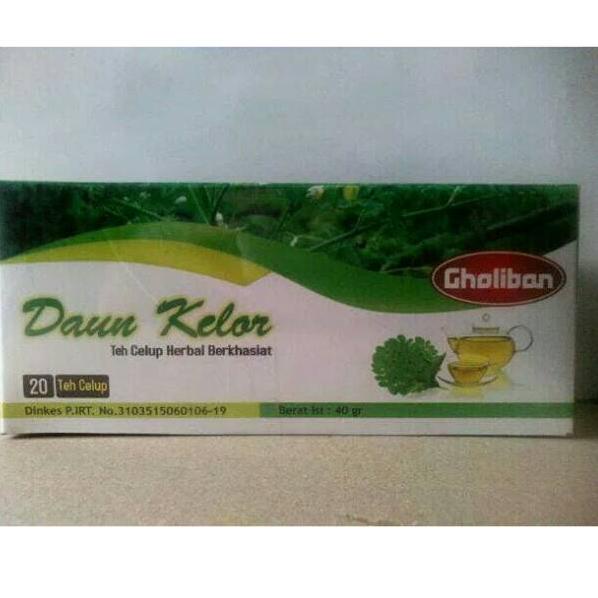 Gholiban
Daun Kelor
Teh Celup Herbal Berkhasiat
20 Teh Celup
Dinkes P.IRT. No.3103515060106-19
Berat Isi : 40 gr